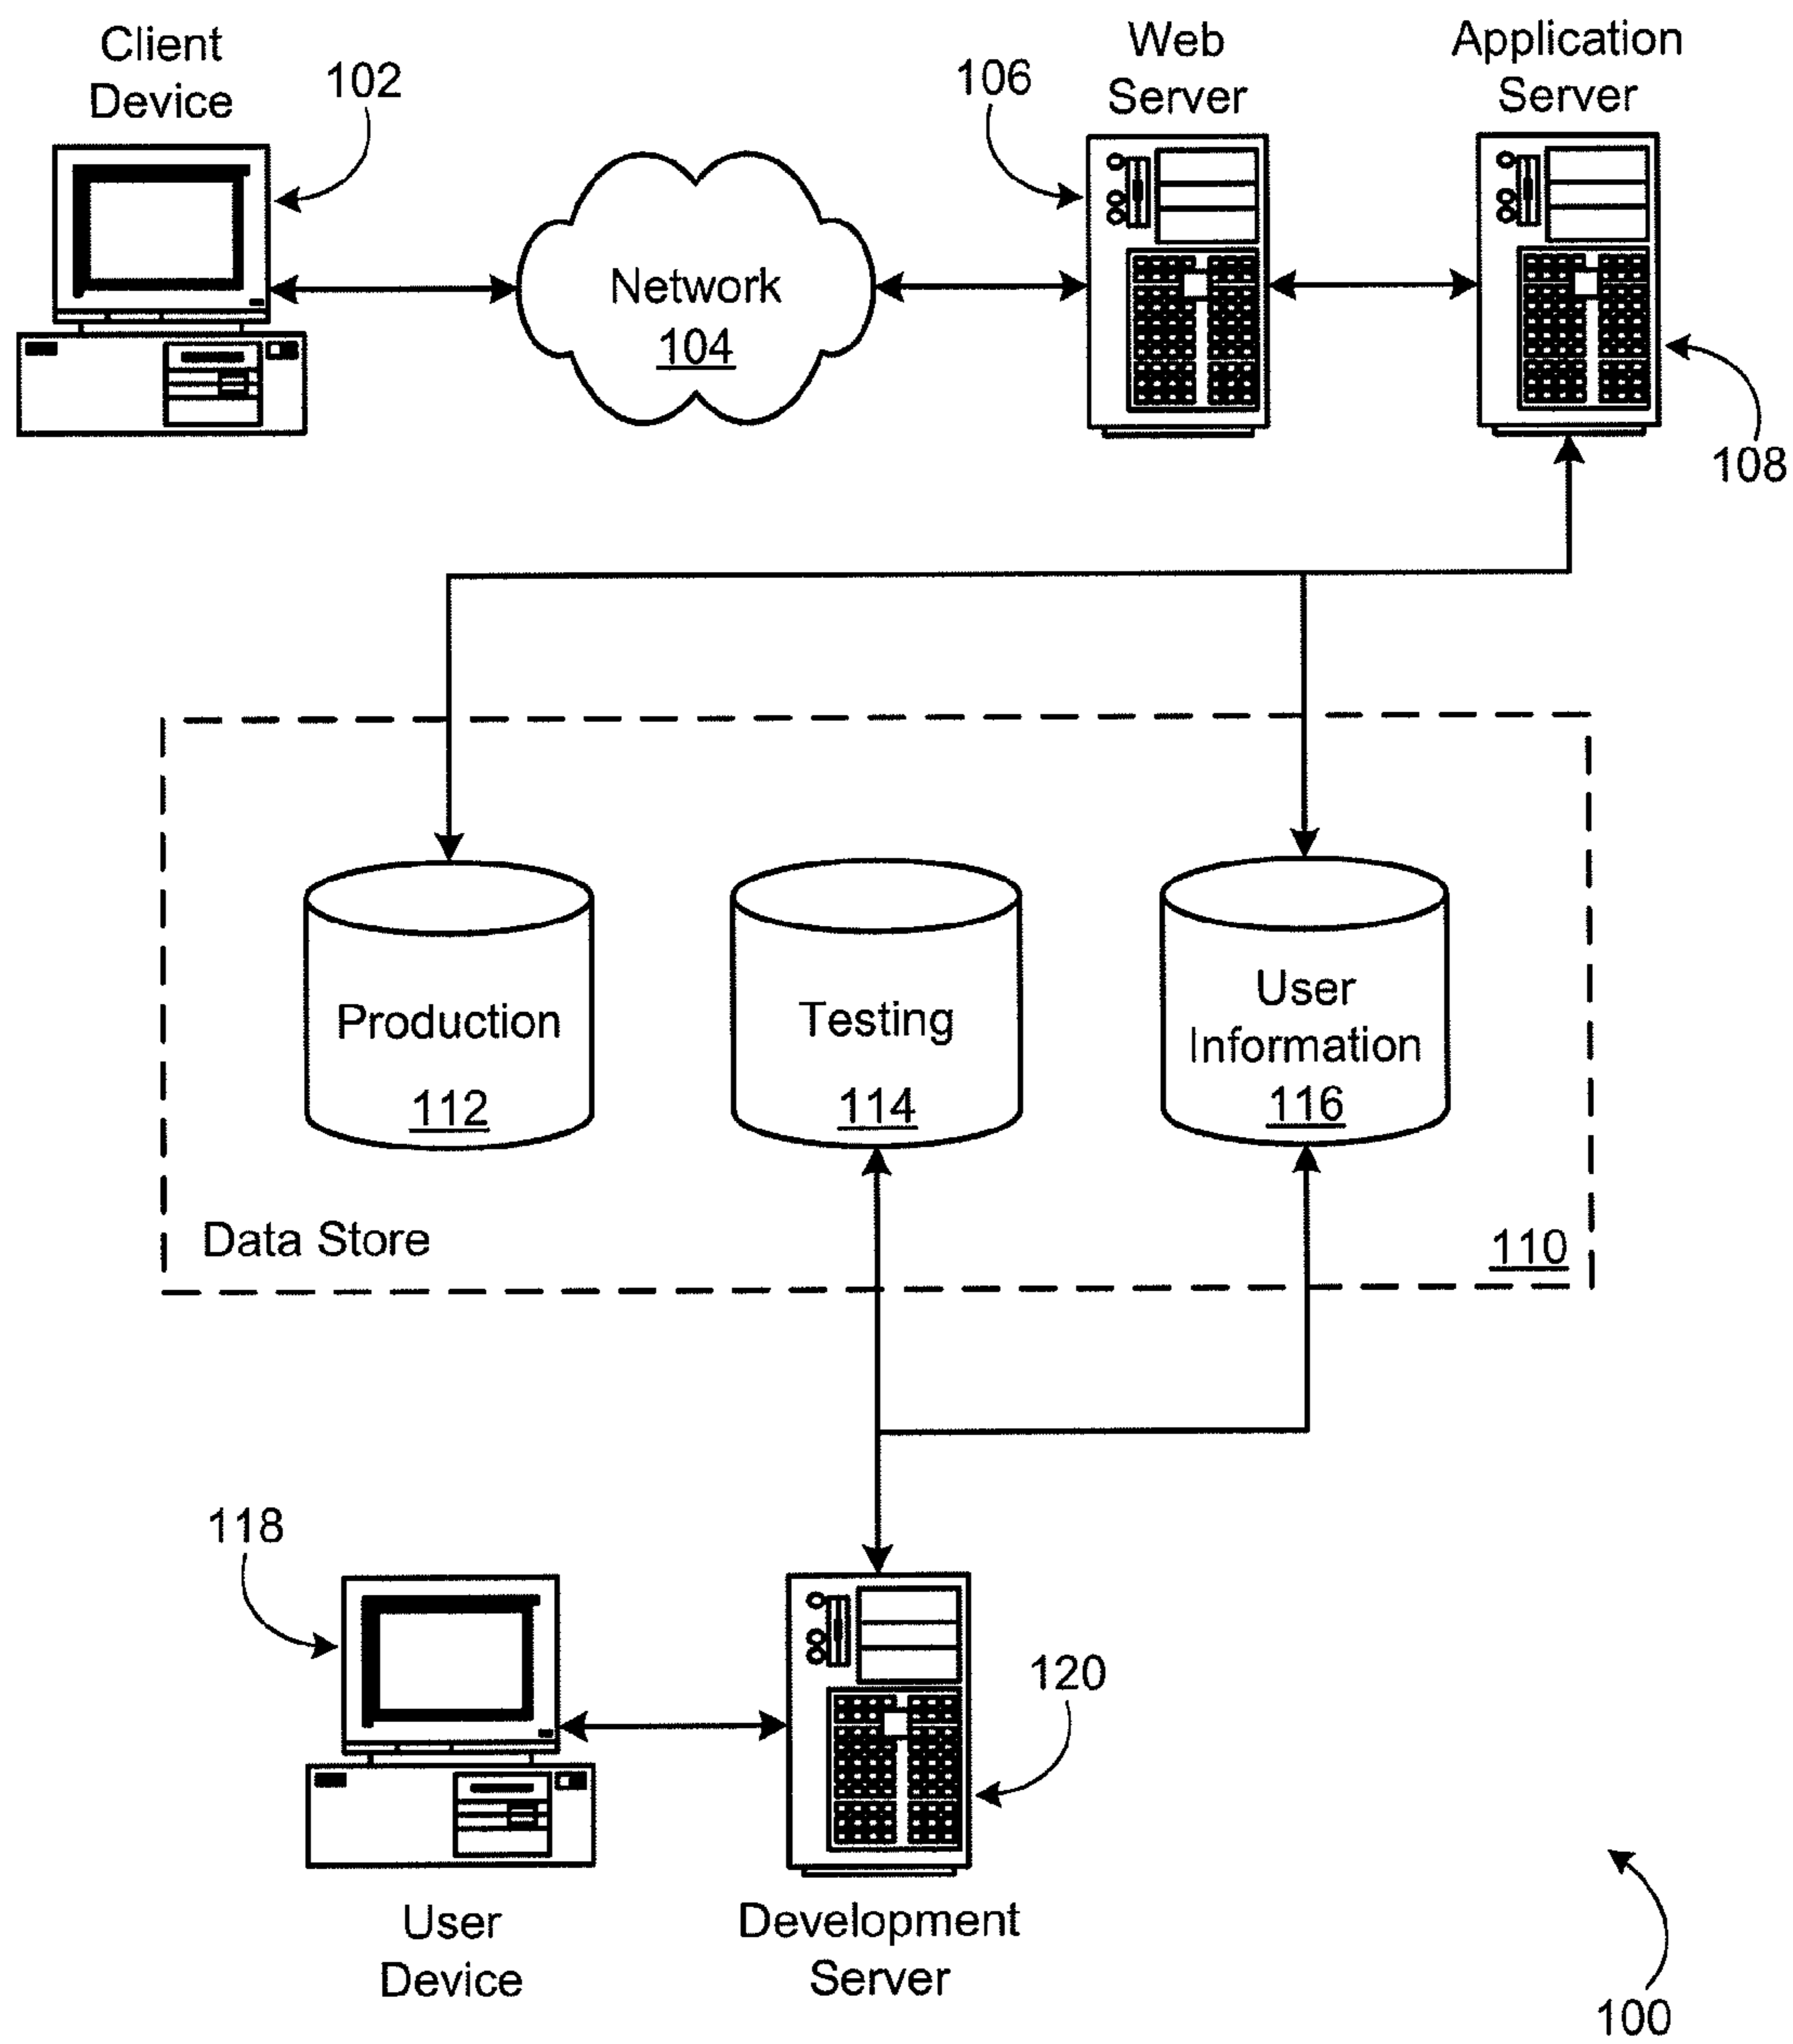 Client
Device
102
Web
Server
106
Application
Server
108
Network
104
Production
112
Testing
114
User
Information
116
Data Store
110
118
User
Device
120
Development
Server
100